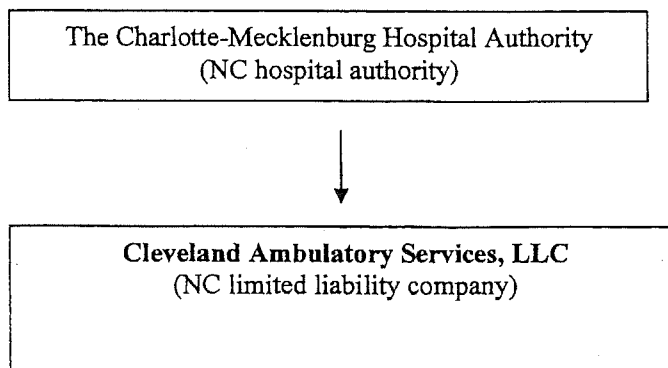 The Charlotte-Mecklenburg Hospital Authority
(NC hospital authority)
Cleveland Ambulatory Services, LLC
(NC limited liability company)